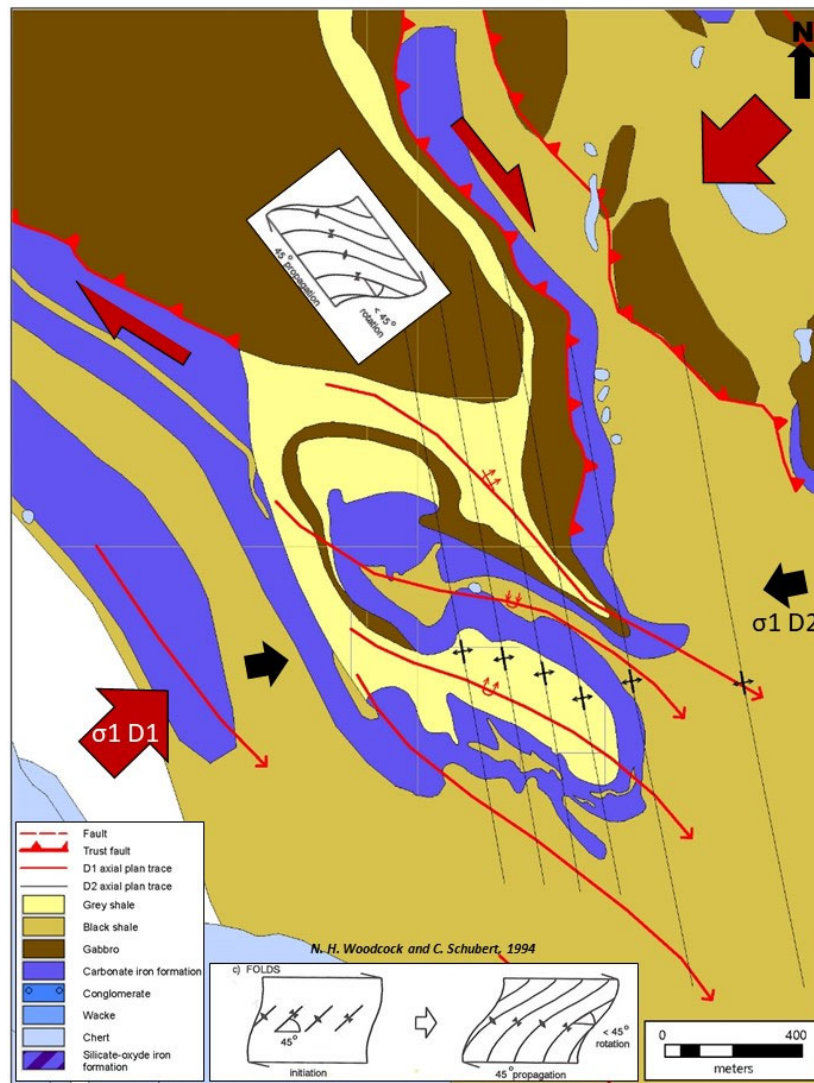 N
45° propagation
< 45°
rotation
σ1 D2
σ1 D1
Fault
Trust fault
D1 axial plan trace
D2 axial plan trace
Grey shale
Black shale
Gabbro
Carbonate iron formation
Conglomerate
Wacke
Chert
Silicate-oxyde iron
formation
N. H. Woodcock and C. Schubert, 1994
c) FOLDS
45°
initiation
< 45°
rotation
45°propagation
0 400
meters